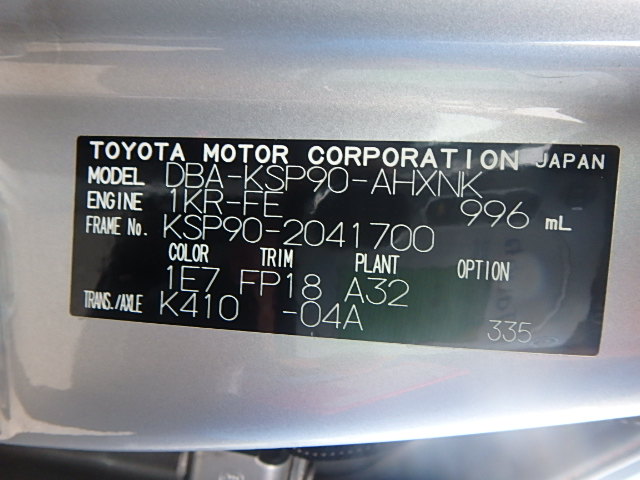 TOYOTA MOTOR CORPORATION JAPAN
MODEL DBA-KSP90-AHXNK
ENGINE 1KR-FE 996 mL
FRAME No. KSP90-2041700
COLOR TRIM PLANT OPTION
1E7 FP18 A32
TRANS./AXLE K410 -04A
335